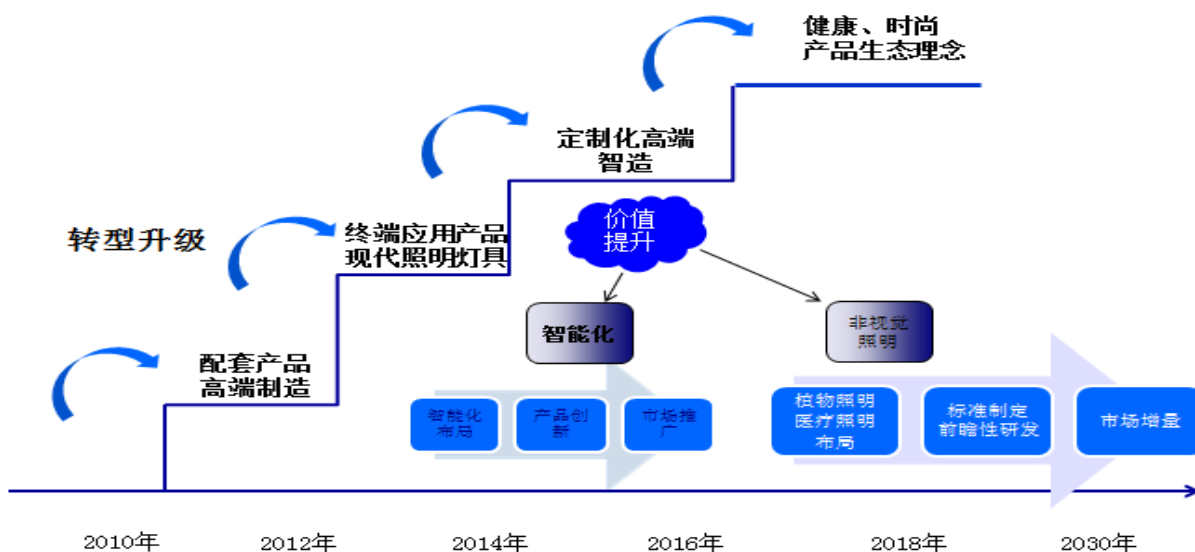 健康、时尚
产品生态理念
定制化高端
智造
价值
提升
转型升级
终端应用产品
现代照明灯具
智能化
非视觉
照明
配套产品
高端制造
智能化
布局
产品创
新
市场推
广
植物照明
医疗照明
布局
标准制定
前瞻性研发
市场增量
2010年
2012年
2014年
2016年
2018年
2030年